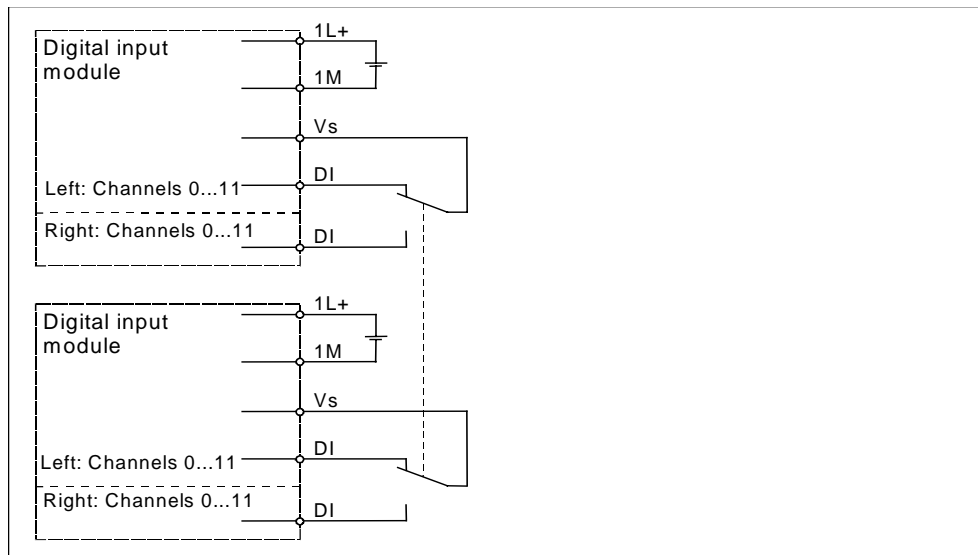 1L+
Digital input
module
1M
Vs
DI
Left: Channels 0...11
Right: Channels 0...11
DI
1L+
Digital input
module
1M
Vs
DI
Left: Channels 0...11
Right: Channels 0...11
DI